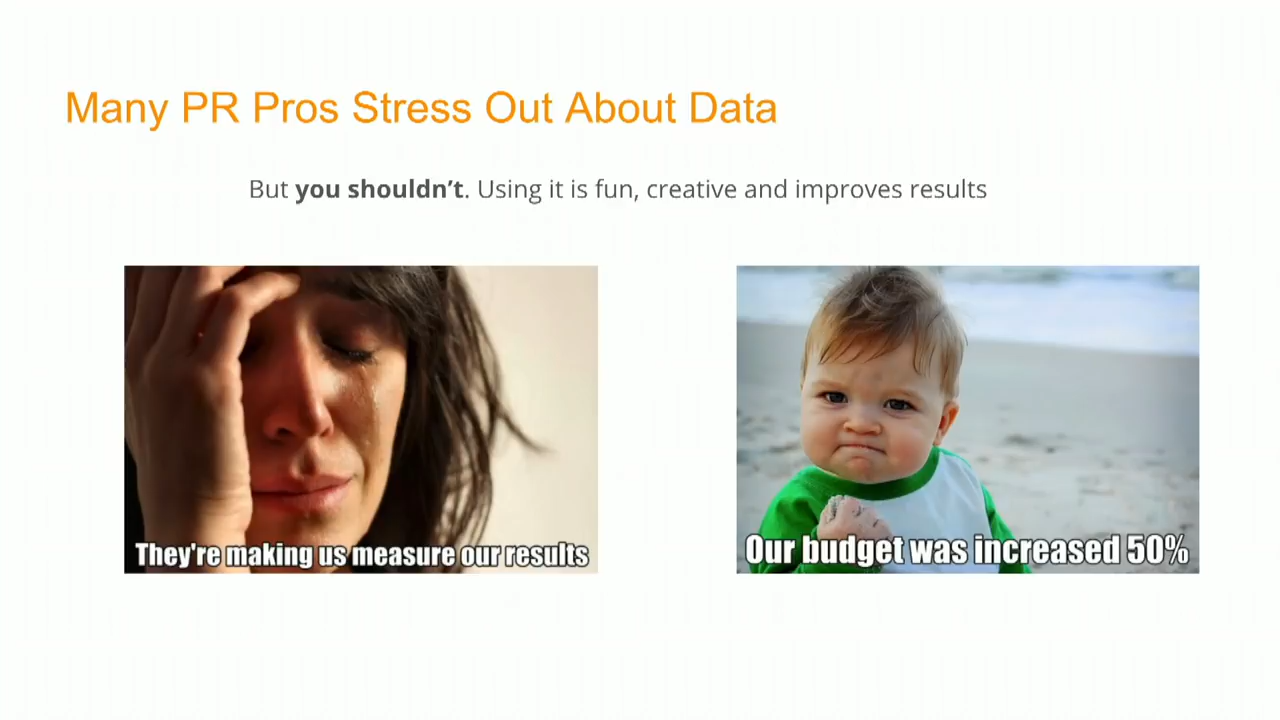 Many PR Pros Stress Out About Data
But you shouldn't. Using it is fun, creative and improves results
They're making us measure our results
Our budget was increased 50%